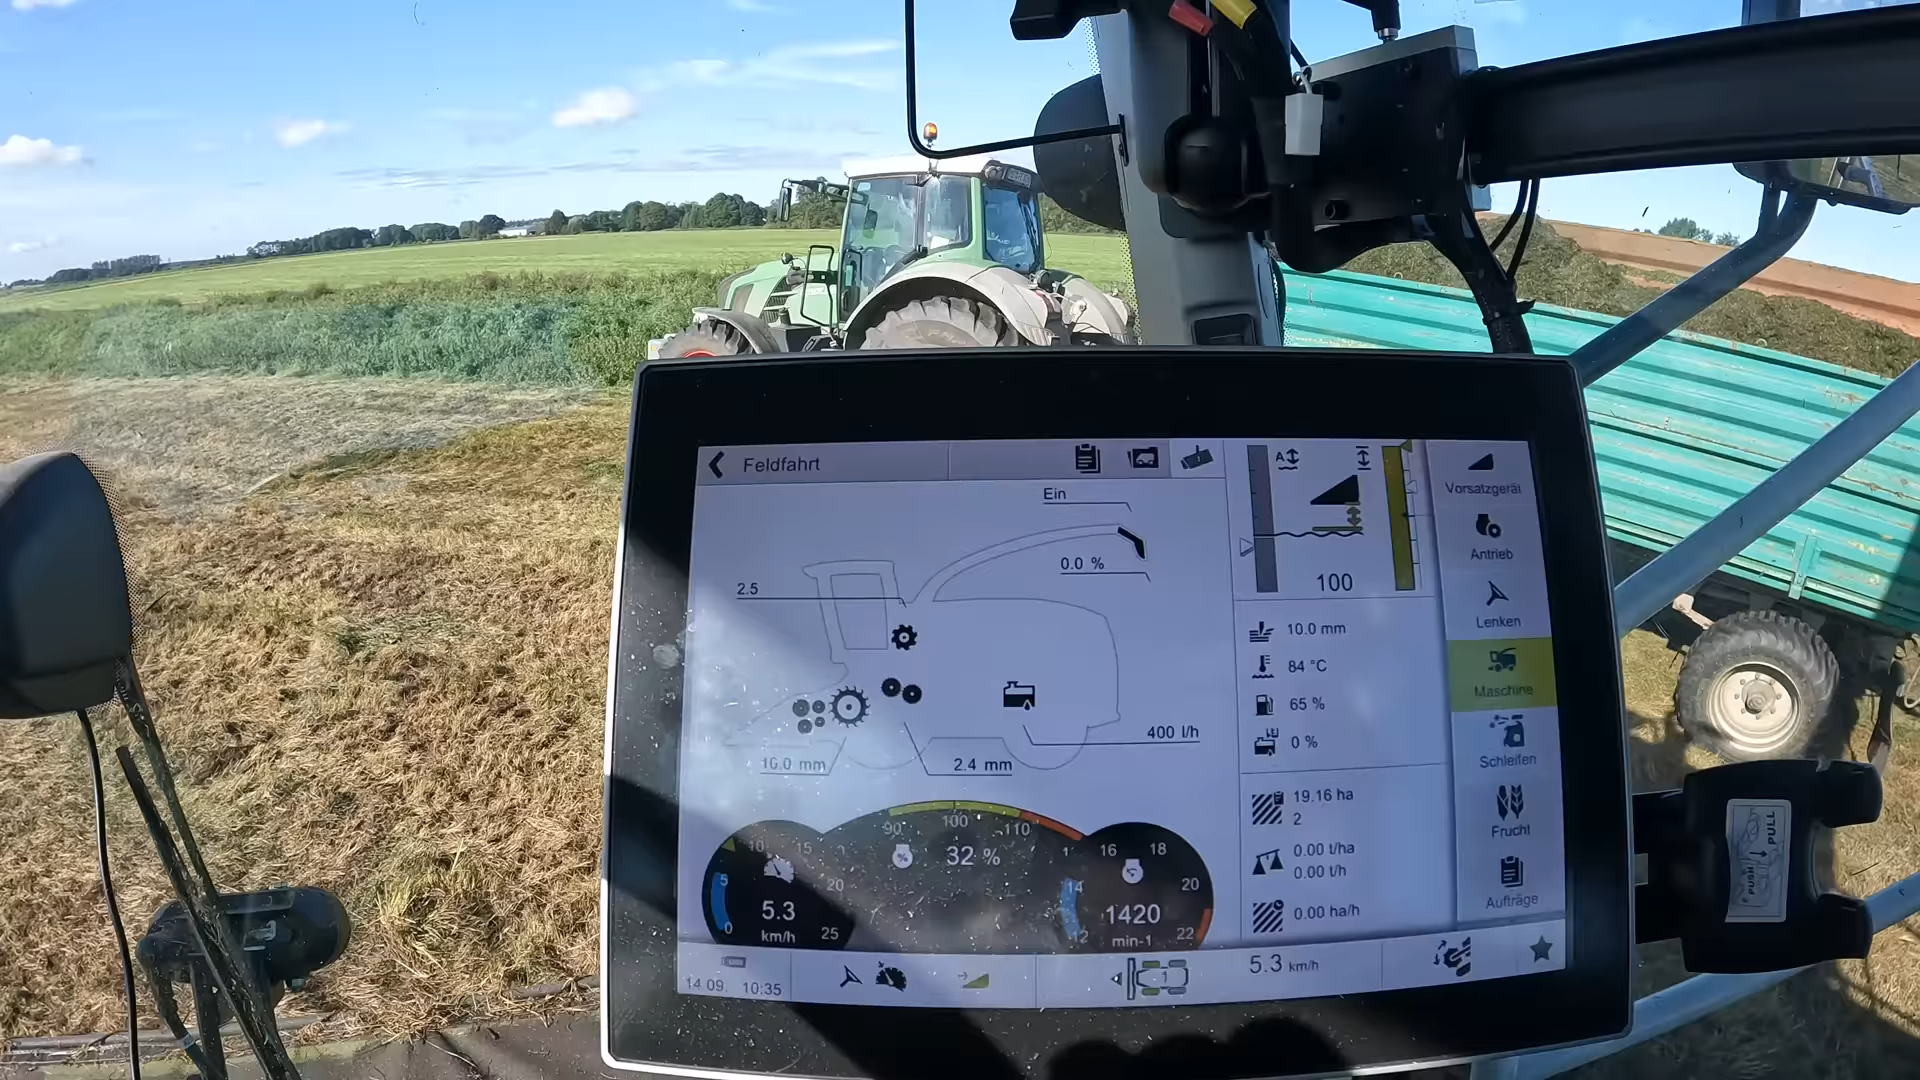 Feldfahrt
Ein
0.0 %
2.5
400 l/h
2.4 mm
90
100
110
32 %
5
10
15
20
25
0
5.3
km/h
12
14
16
18
20
22
1420
min-1
A
100
10.0 mm
84 °C
65 %
0 %
19.16 ha
2
0.00 t/ha
0.00 t/h
0.00 ha/h
Vorsatzgerät
Antrieb
Lenken
Maschine
Schleifen
Frucht
Aufträge
14.09. 10:35
1
5.3 km/h
PUSH
PULL